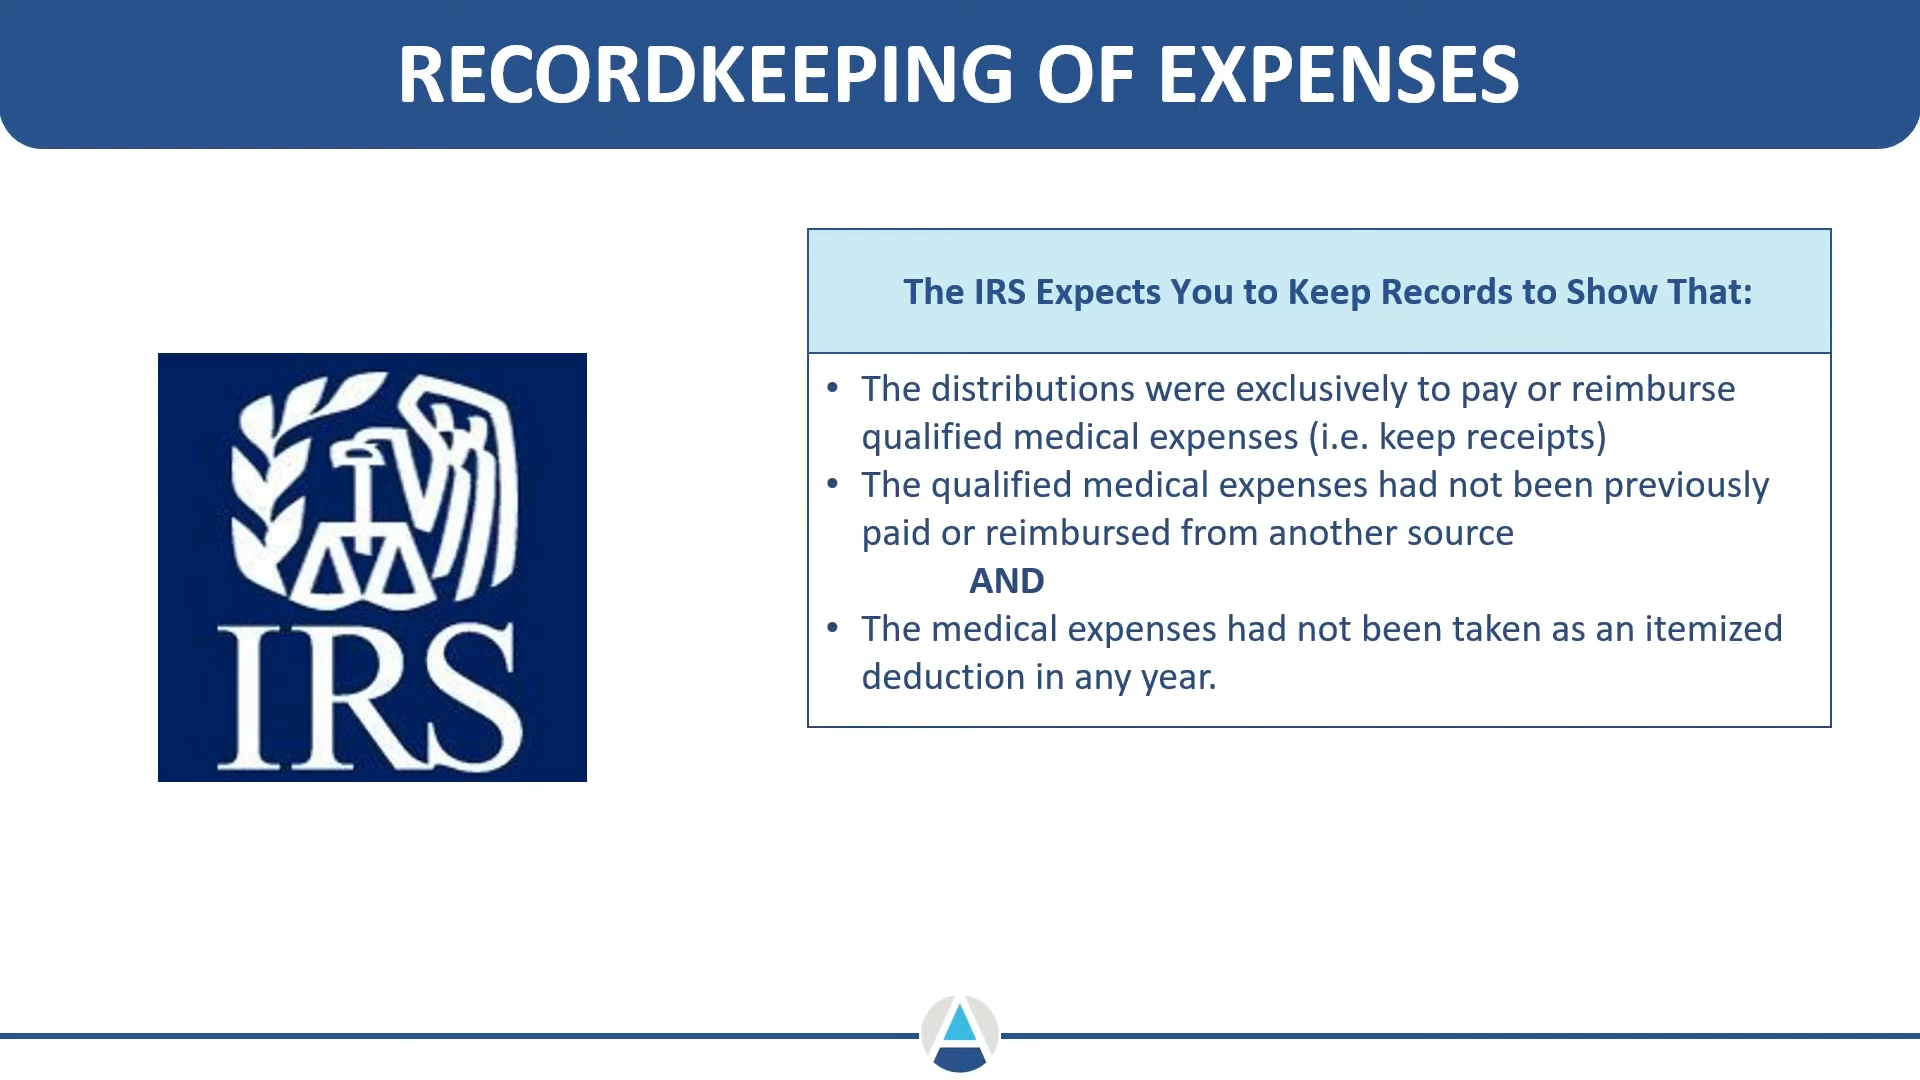 RECORDKEEPING OF EXPENSES
IRS
The IRS Expects You to Keep Records to Show That:
• The distributions were exclusively to pay or reimburse
qualified medical expenses (i.e. keep receipts)
• The qualified medical expenses had not been previously
paid or reimbursed from another source
AND
• The medical expenses had not been taken as an itemized
deduction in any year.